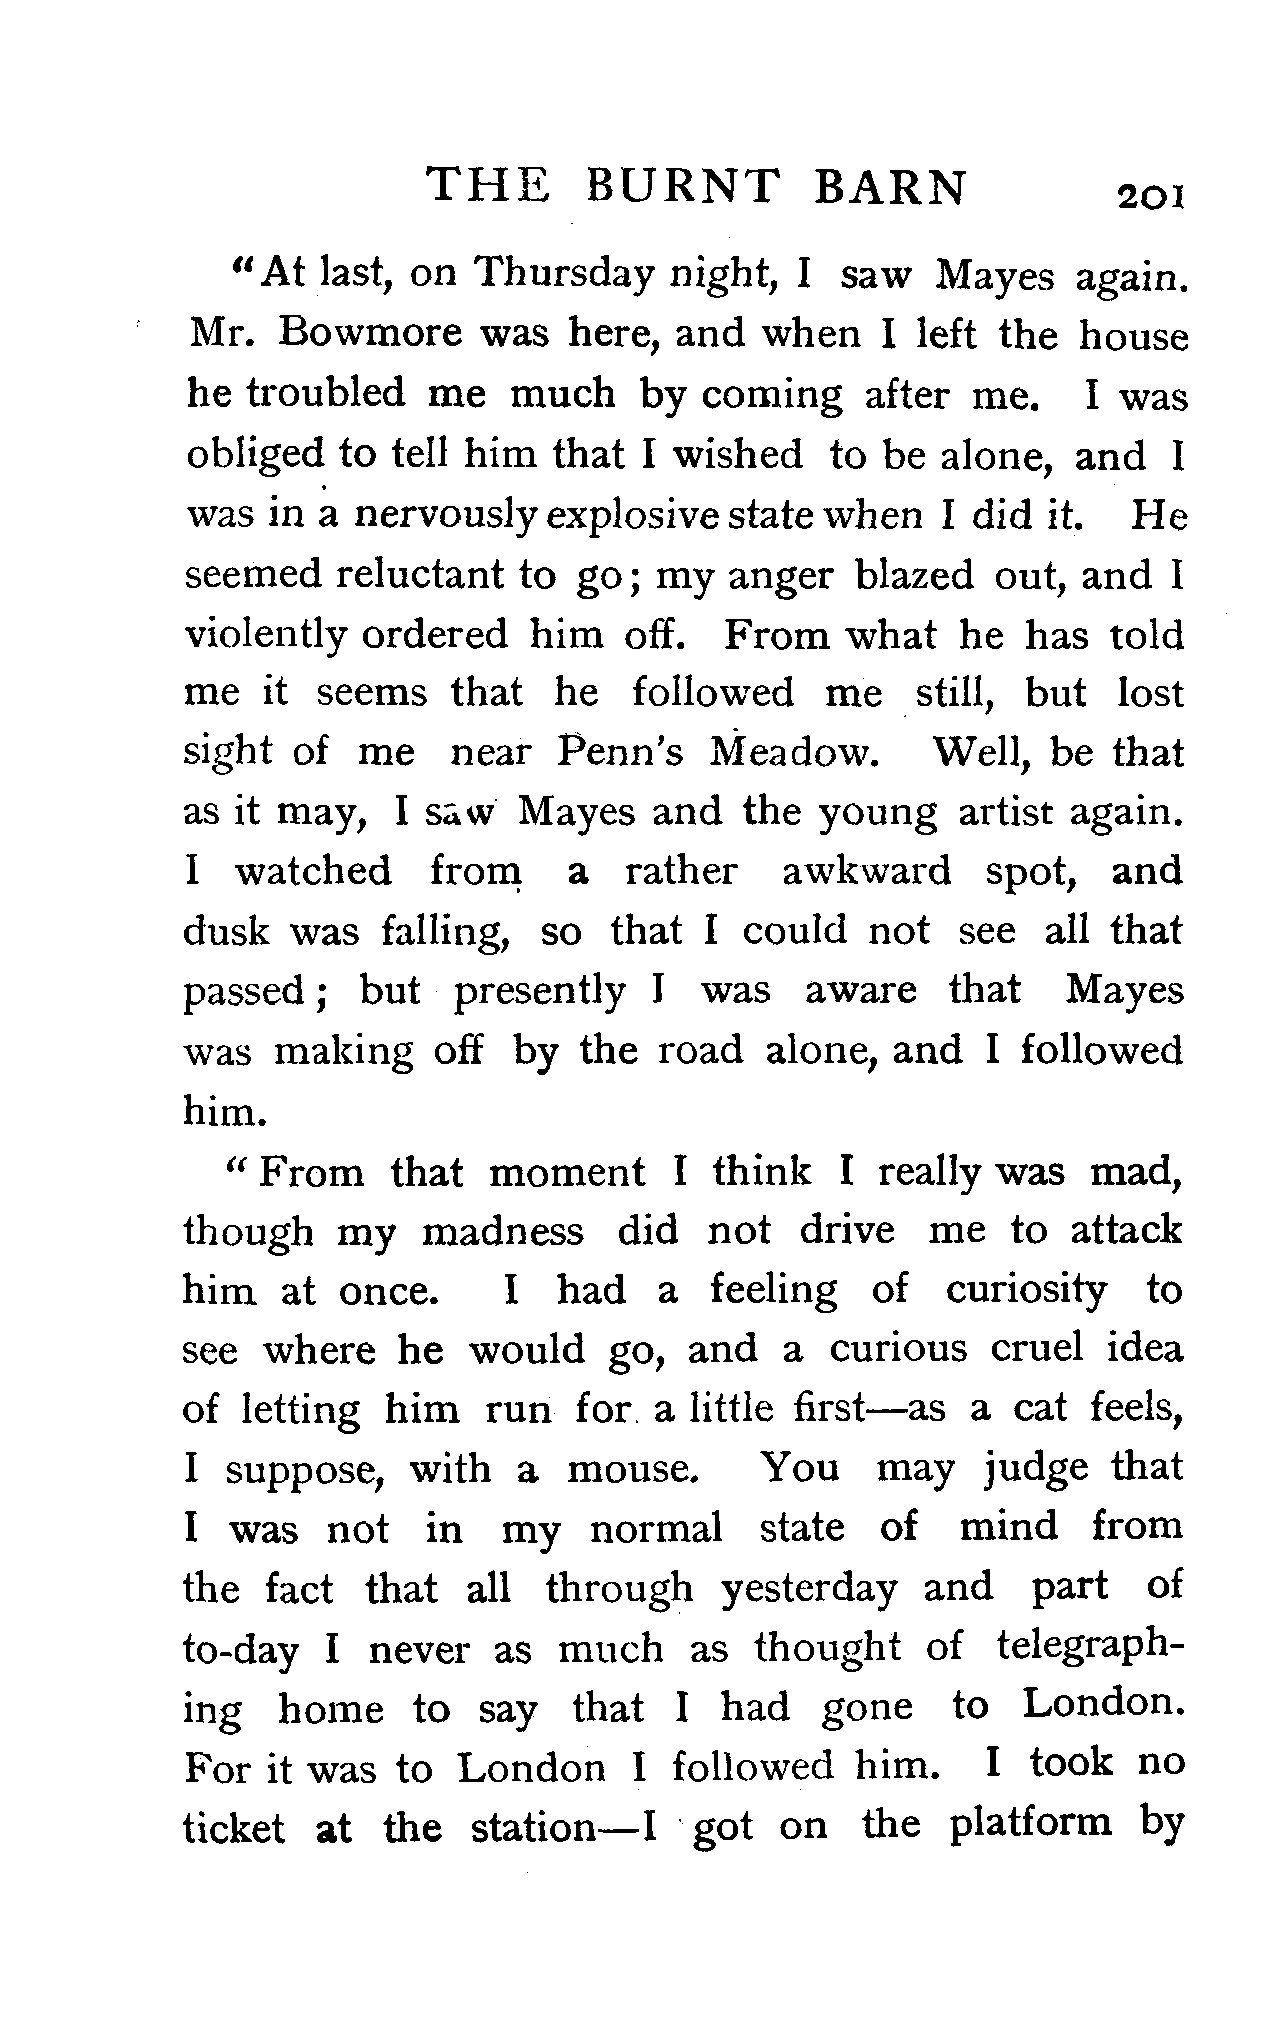 THE BURNT BARN 201
"At last, on Thursday night, I saw Mayes again.
Mr. Bowmore was here, and when I left the house
he troubled me much by coming after me. I was
obliged to tell him that I wished to be alone, and I
was in a nervously explosive state when I did it. He
seemed reluctant to go; my anger blazed out, and I
violently ordered him off. From what he has told
me it seems that he followed me still, but lost
sight of me near Penn's Meadow. Well, be that
as it may, I saw Mayes and the young artist again.
I watched from a rather awkward spot, and
dusk was falling, so that I could not see all that
passed; but presently I was aware that Mayes
was making off by the road alone, and I followed
him.
"From that moment I think I really was mad,
though my madness did not drive me to attack
him at once. I had a feeling of curiosity to
see where he would go, and a curious cruel idea
of letting him run for a little first—as a cat feels,
I suppose, with a mouse. You may judge that
I was not in my normal state of mind from
the fact that all through yesterday and part of
to-day I never as much as thought of telegraph-
ing home to say that I had gone to London.
For it was to London I followed him. I took no
ticket at the station—I got on the platform by